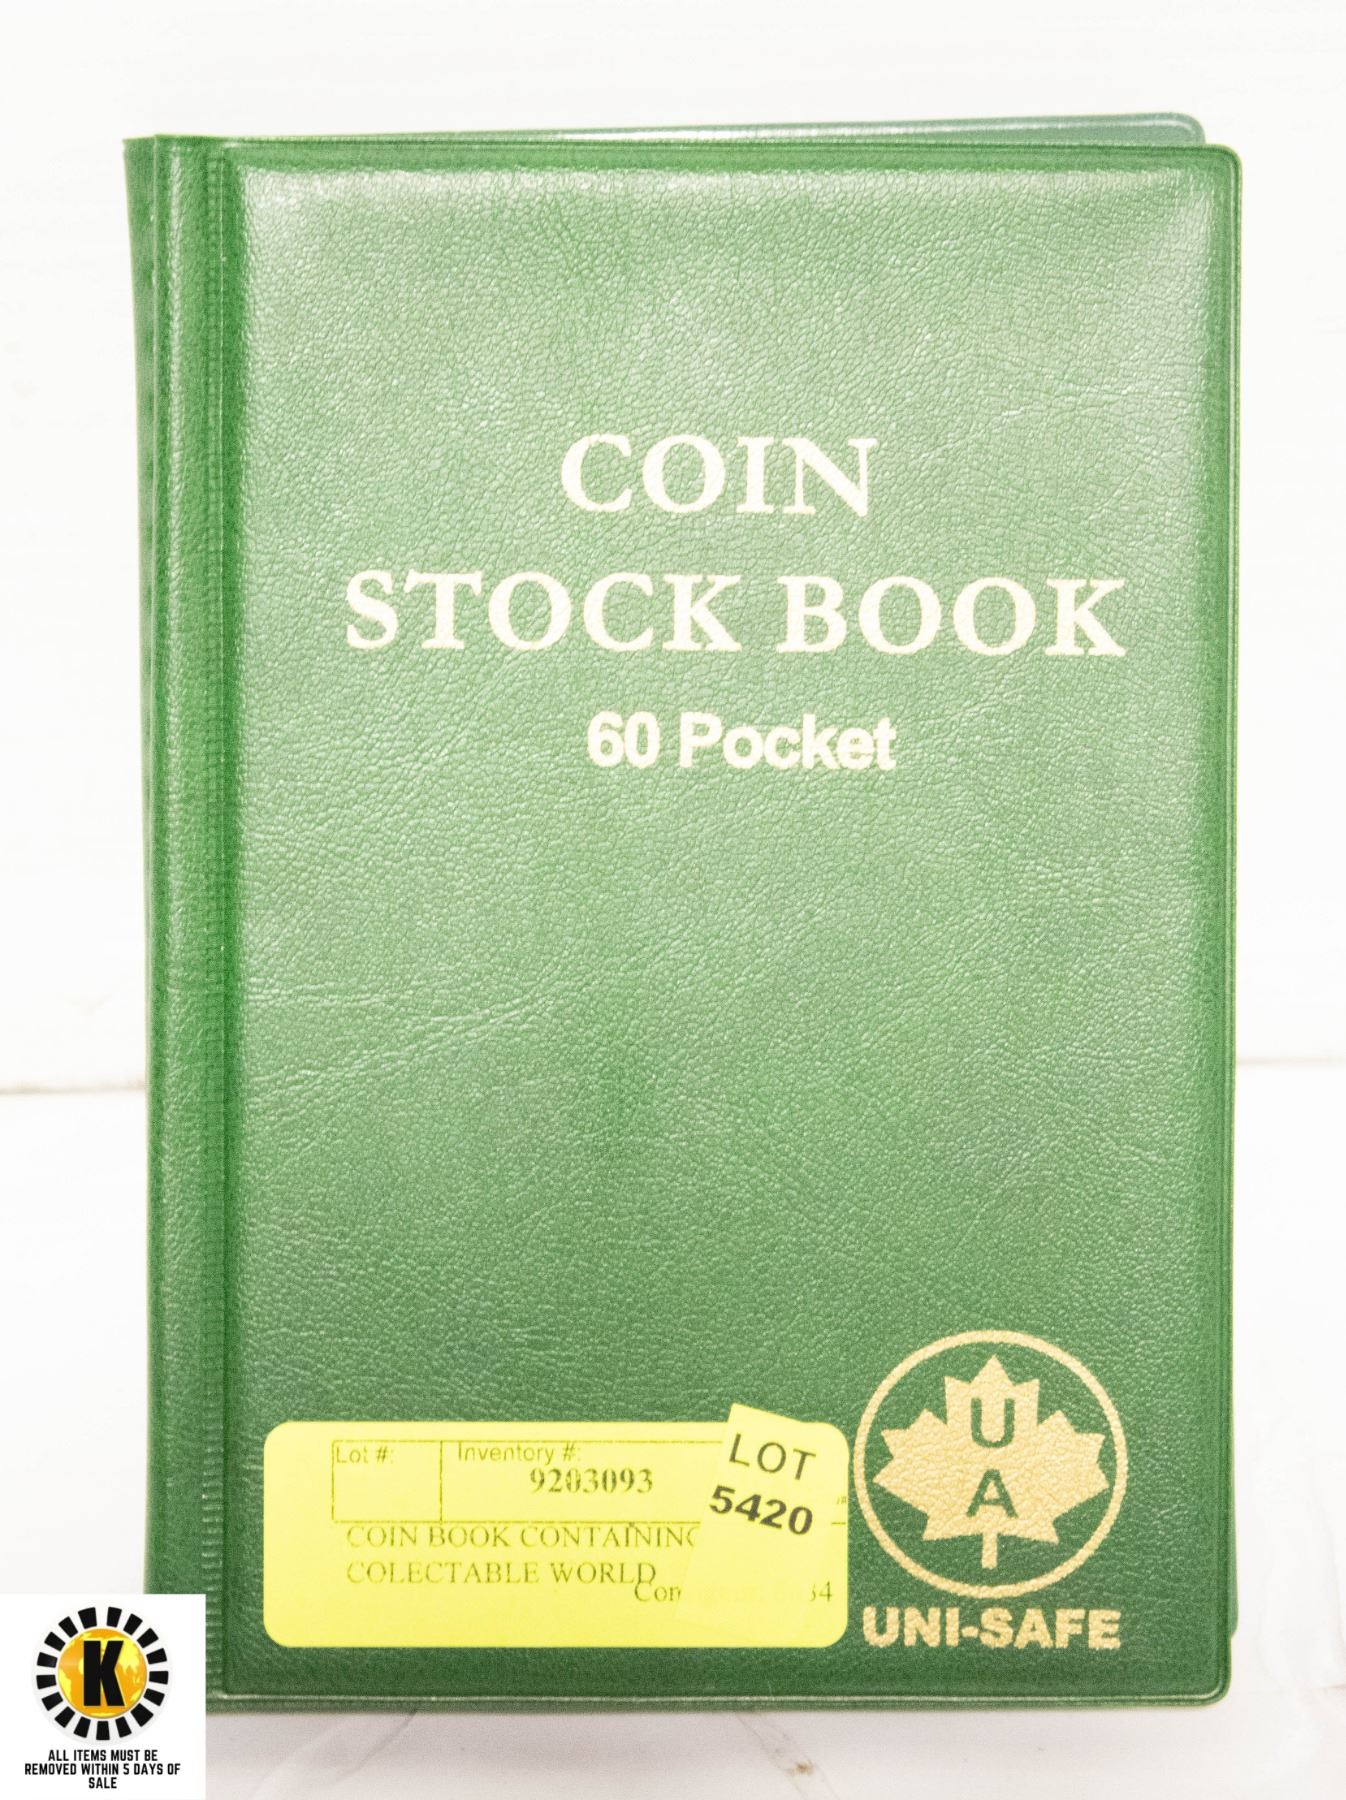 COIN
STOCK BOOK
60 Pocket
Lot #:
Inventory #:
9203093
LOT
5420
COIN BOOK CONTAINING
COLECTABLE WORLD
34
U
A
UNI-SAFE
K
ALL ITEMS MUST BE
REMOVED WITHIN 5 DAYS OF
SALE